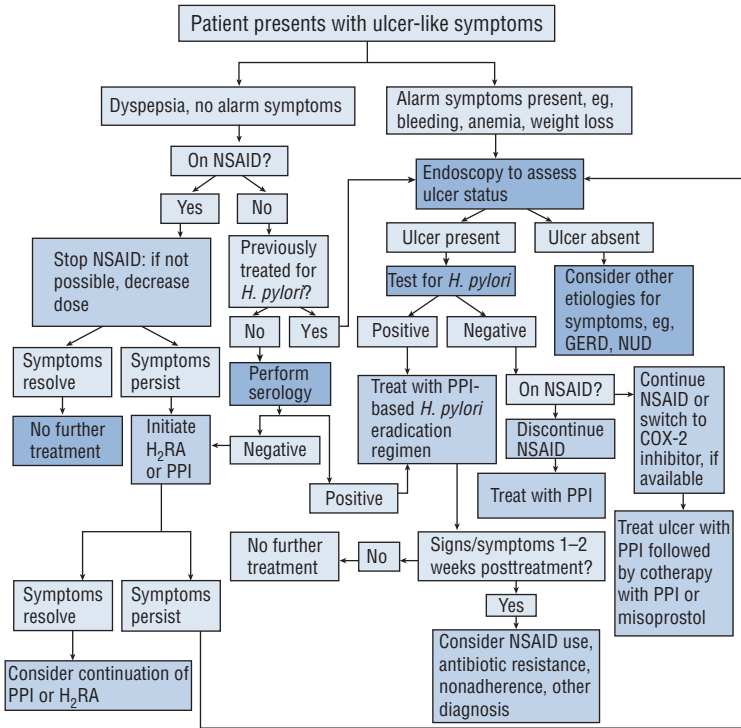 Patient presents with ulcer-like symptoms
Dyspepsia, no alarm symptoms
Alarm symptoms present, eg,
bleeding, anemia, weight loss
On NSAID?
Endoscopy to assess
ulcer status
Yes
No
Ulcer present
Ulcer absent
Stop NSAID: if not
possible, decrease
dose
Previously
treated for
H. pylori?
Test for H. pylori
Consider other
etiologies for
symptoms, eg,
GERD, NUD
No
Yes
Positive
Negative
Symptoms
resolve
Symptoms
persist
Perform
serology
Treat with PPI-
based H. pylori
eradication
regimen
On NSAID?
Continue
NSAID or
switch to
COX-2
inhibitor, if
available
No further
treatment
Initiate
H₂RA
or PPI
Negative
Discontinue
NSAID
Positive
Treat with PPI
Treat ulcer with
PPI followed
by cotherapy
with PPI or
misoprostol
No further
treatment
No
Signs/symptoms 1–2
weeks posttreatment?
Symptoms
resolve
Symptoms
persist
Yes
Consider continuation of
PPI or H₂RA
Consider NSAID use,
antibiotic resistance,
nonadherence, other
diagnosis